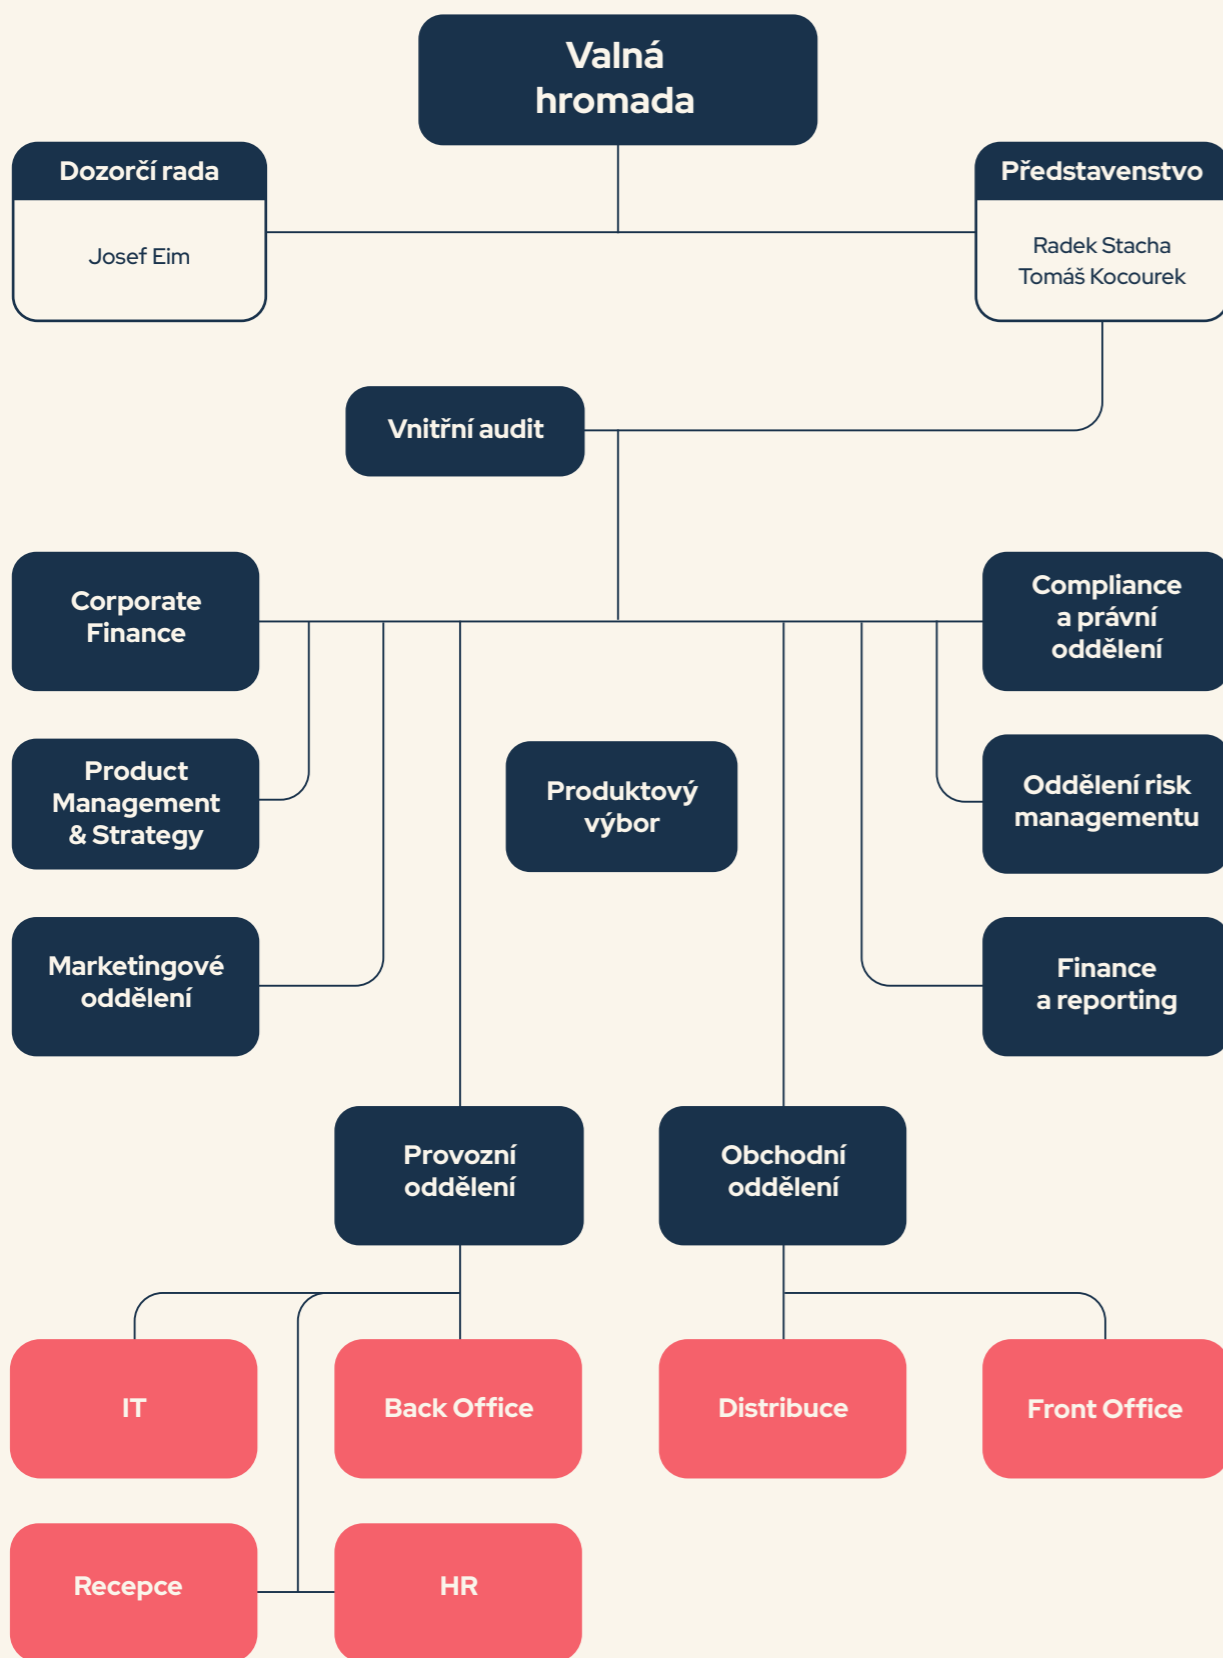 Valná
hromada
Dozorčí rada
Josef Eim
Představenstvo
Radek Stacha
Tomáš Kocourek
Vnitřní audit
Corporate
Finance
Compliance
a právní
oddělení
Product
Management
& Strategy
Produktový
výbor
Oddělení risk
managementu
Marketingové
oddělení
Finance
a reporting
Provozní
oddělení
Obchodní
oddělení
IT
Back Office
Distribuce
Front Office
Recepce
HR